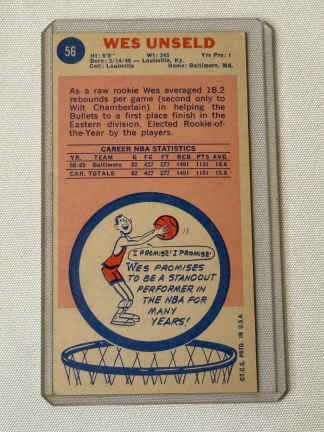 56
WES UNSELD
Ht: 6'8" Wt: 245 Yrs Pro: 1
Born: 3/14/46 — Louisville, Ky.
Coll: Louisville Home: Baltimore, Md.
As a raw rookie Wes averaged 18.2
rebounds per game (second only to
Wilt Chamberlain) in helping the
Bullets to a first place finish in the
Eastern division. Elected Rookie-of-
the-Year by the players.
CAREER NBA STATISTICS
YR. TEAM G FG FT REB PTS AVG
68-69 Baltimore 82 427 277 1491 1131 13.8
CAR. TOTALS 82 427 277 1491 1131 13.8
I PROMISE! I PROMISE!
WES PROMISES
TO BE A STANDOUT
PERFORMER IN
THE NBA FOR
MANY
YEARS!
©T.C.G. PRTD. IN U.S.A.